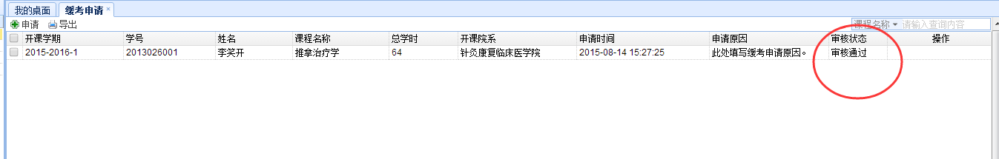 我的桌面 缓考申请 ×
申请 导出 课程名称 请输入查询内容
开课学期 学号 姓名 课程名称 总学时 开课院系 申请时间 申请原因 审核状态 操作
2015-2016-1 2013026001 李笑开 推拿治疗学 64 针灸康复临床医学院 2015-08-14 15:27:25 此处填写缓考申请原因。 审核通过